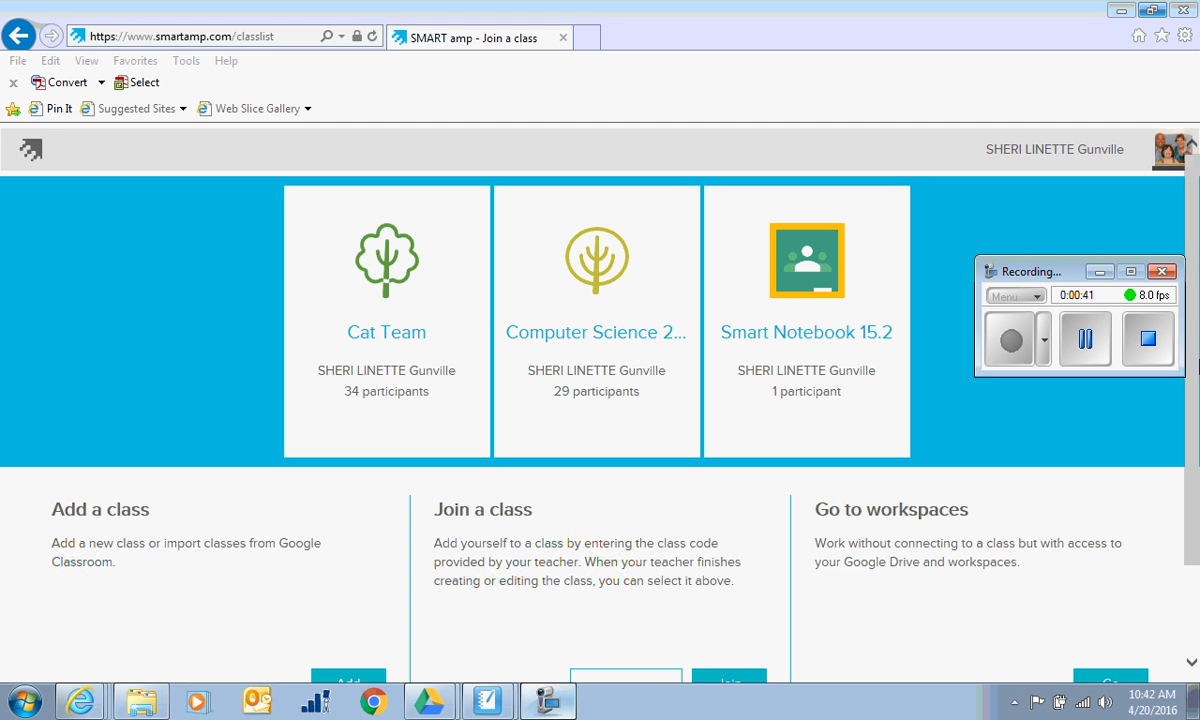 https://www.smartamp.com/classlist
SMART amp - Join a class
File Edit View Favorites Tools Help
x Convert Select
Pin It Suggested Sites Web Slice Gallery
SHERI LINETTE Gunville
Cat Team
SHERI LINETTE Gunville
34 participants
Computer Science 2...
SHERI LINETTE Gunville
29 participants
Smart Notebook 15.2
SHERI LINETTE Gunville
1 participant
Recording...
Menu
0:00:41
8.0 fps
Add a class
Add a new class or import classes from Google
Classroom.
Add
Join a class
Add yourself to a class by entering the class code
provided by your teacher. When your teacher finishes
creating or editing the class, you can select it above.
Join
Go to workspaces
Work without connecting to a class but with access to
your Google Drive and workspaces.
Go
10:42 AM
4/20/2016